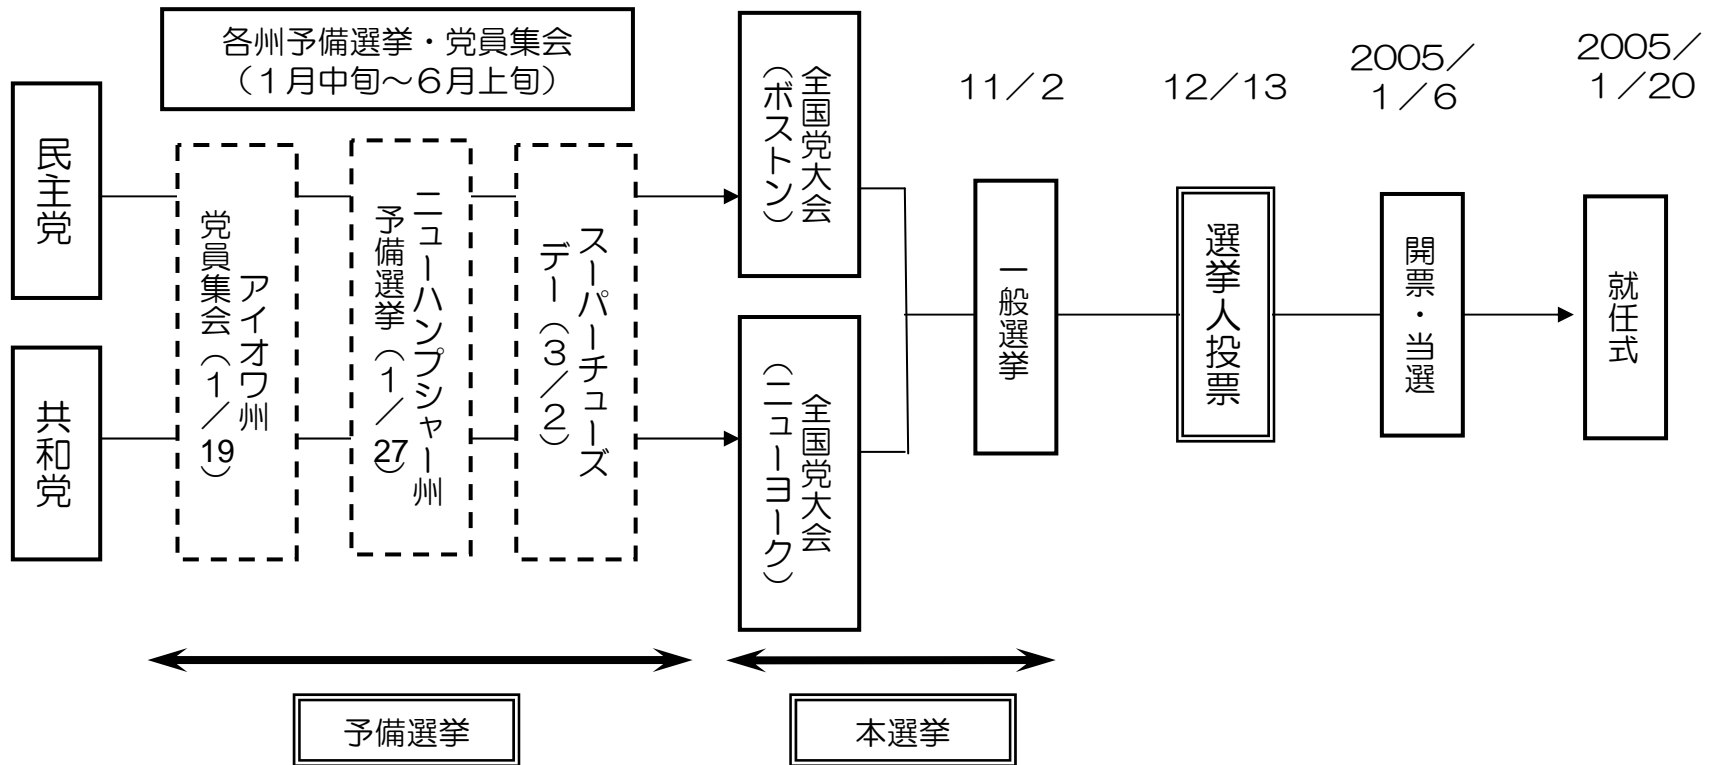 各州予備選挙・党員集会
（１月中旬～６月上旬）
民主党
共和党
アイオワ州
党員集会（１／19）
ニューハンプシャー州
予備選挙（１／27）
スーパーチューズ
デー（３／２）
全国党大会
（ボストン）
全国党大会
（ニューヨーク）
11／２
一般選挙
12／13
選挙人投票
2005／
１／６
開票・当選
2005／
１／20
就任式
予備選挙
本選挙